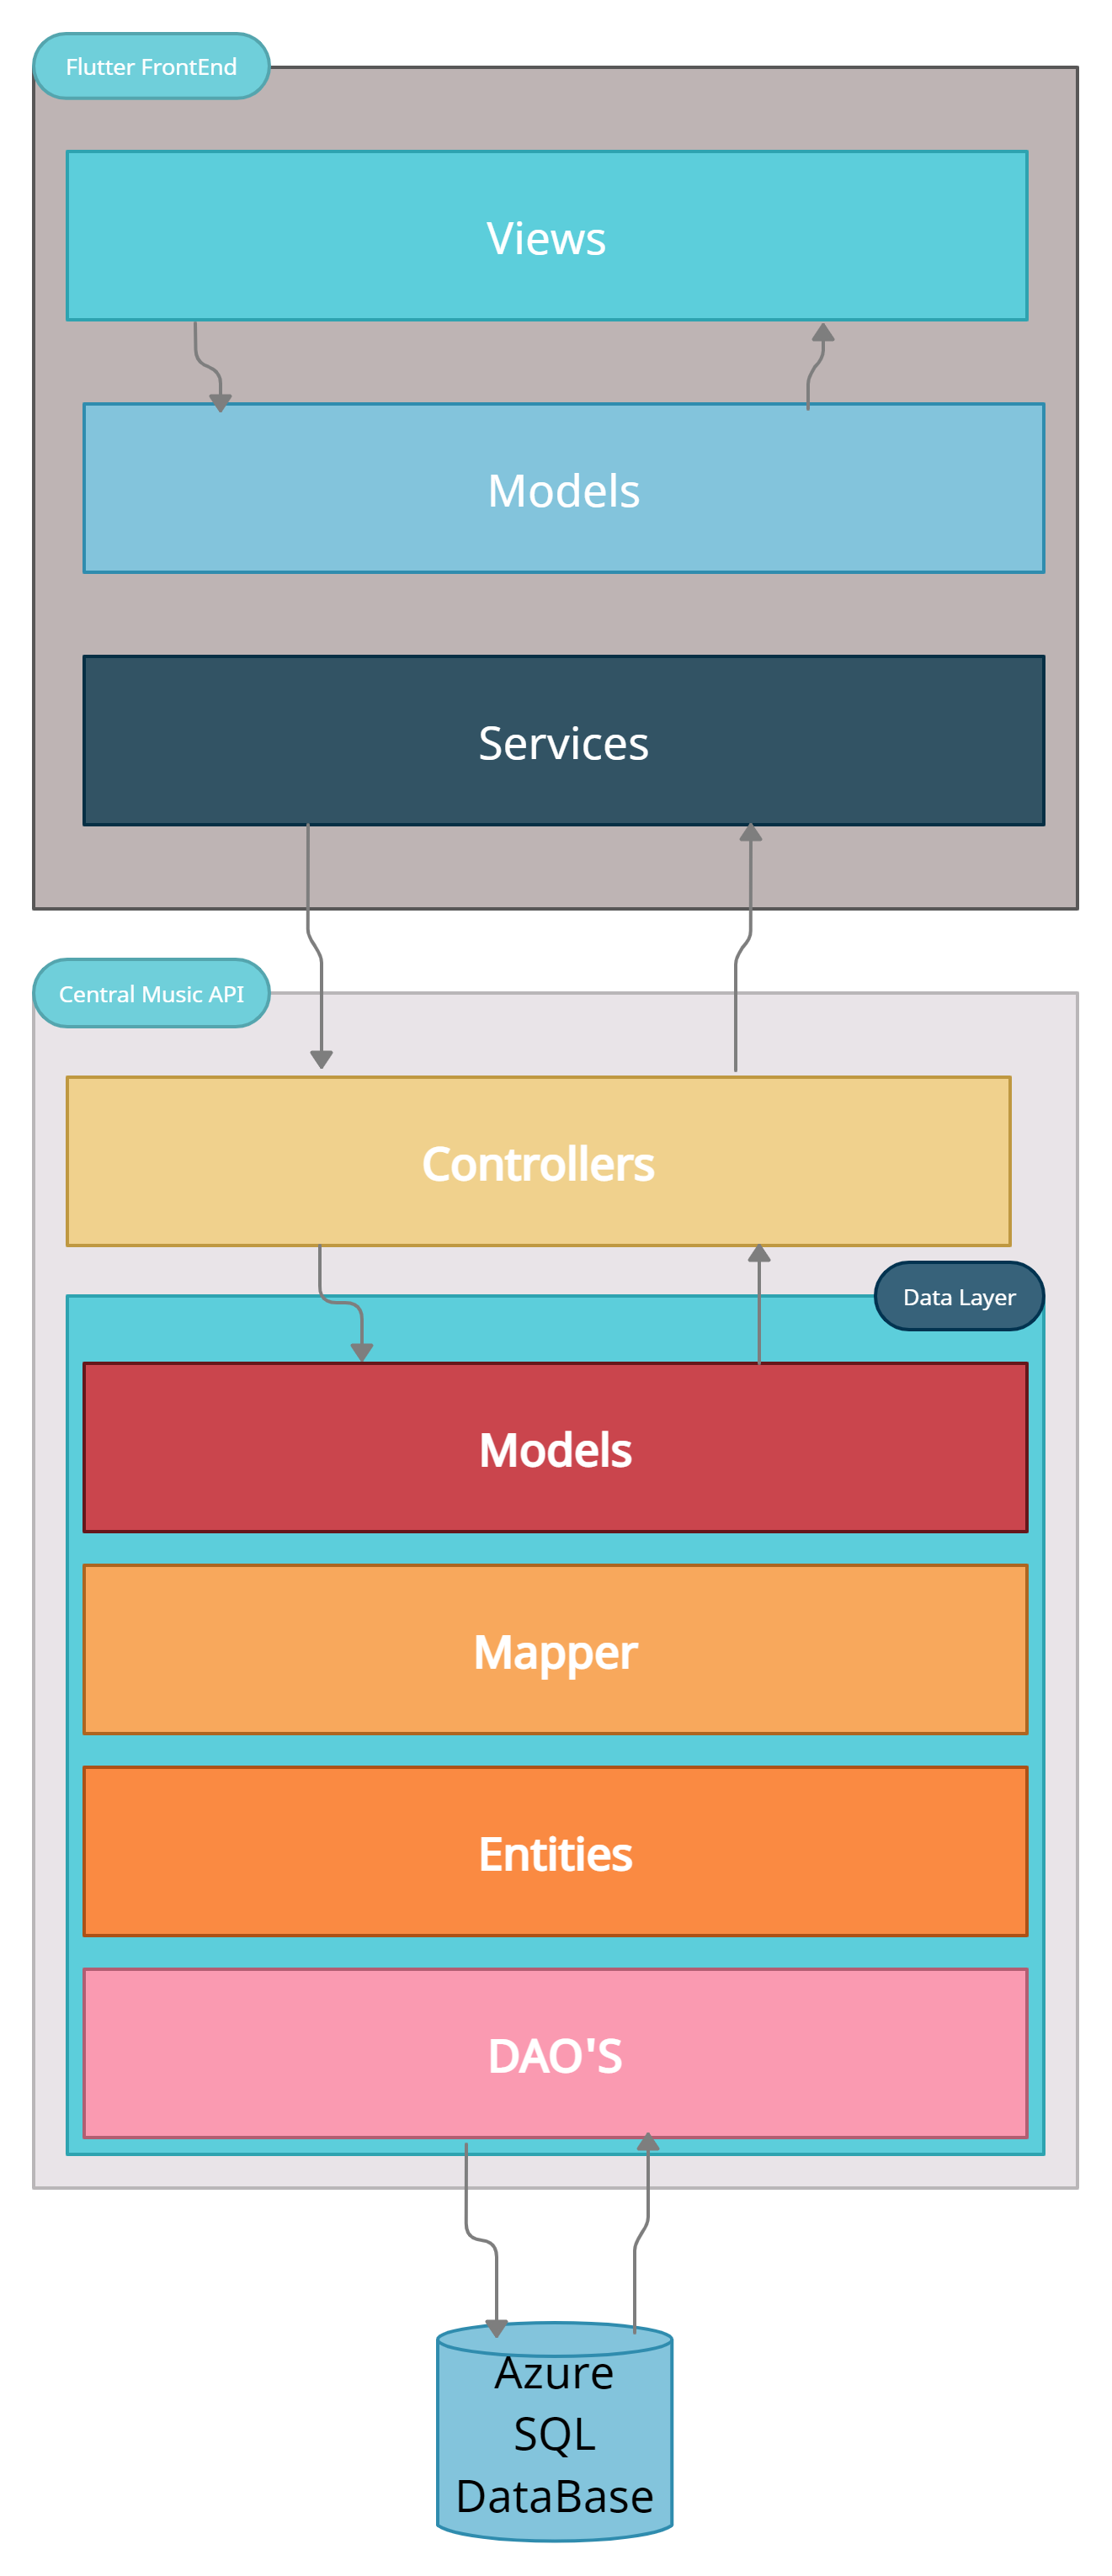 Flutter FrontEnd
Views
Models
Services
Central Music API
Controllers
Data Layer
Models
Mapper
Entities
DAO'S
Azure
SQL
DataBase